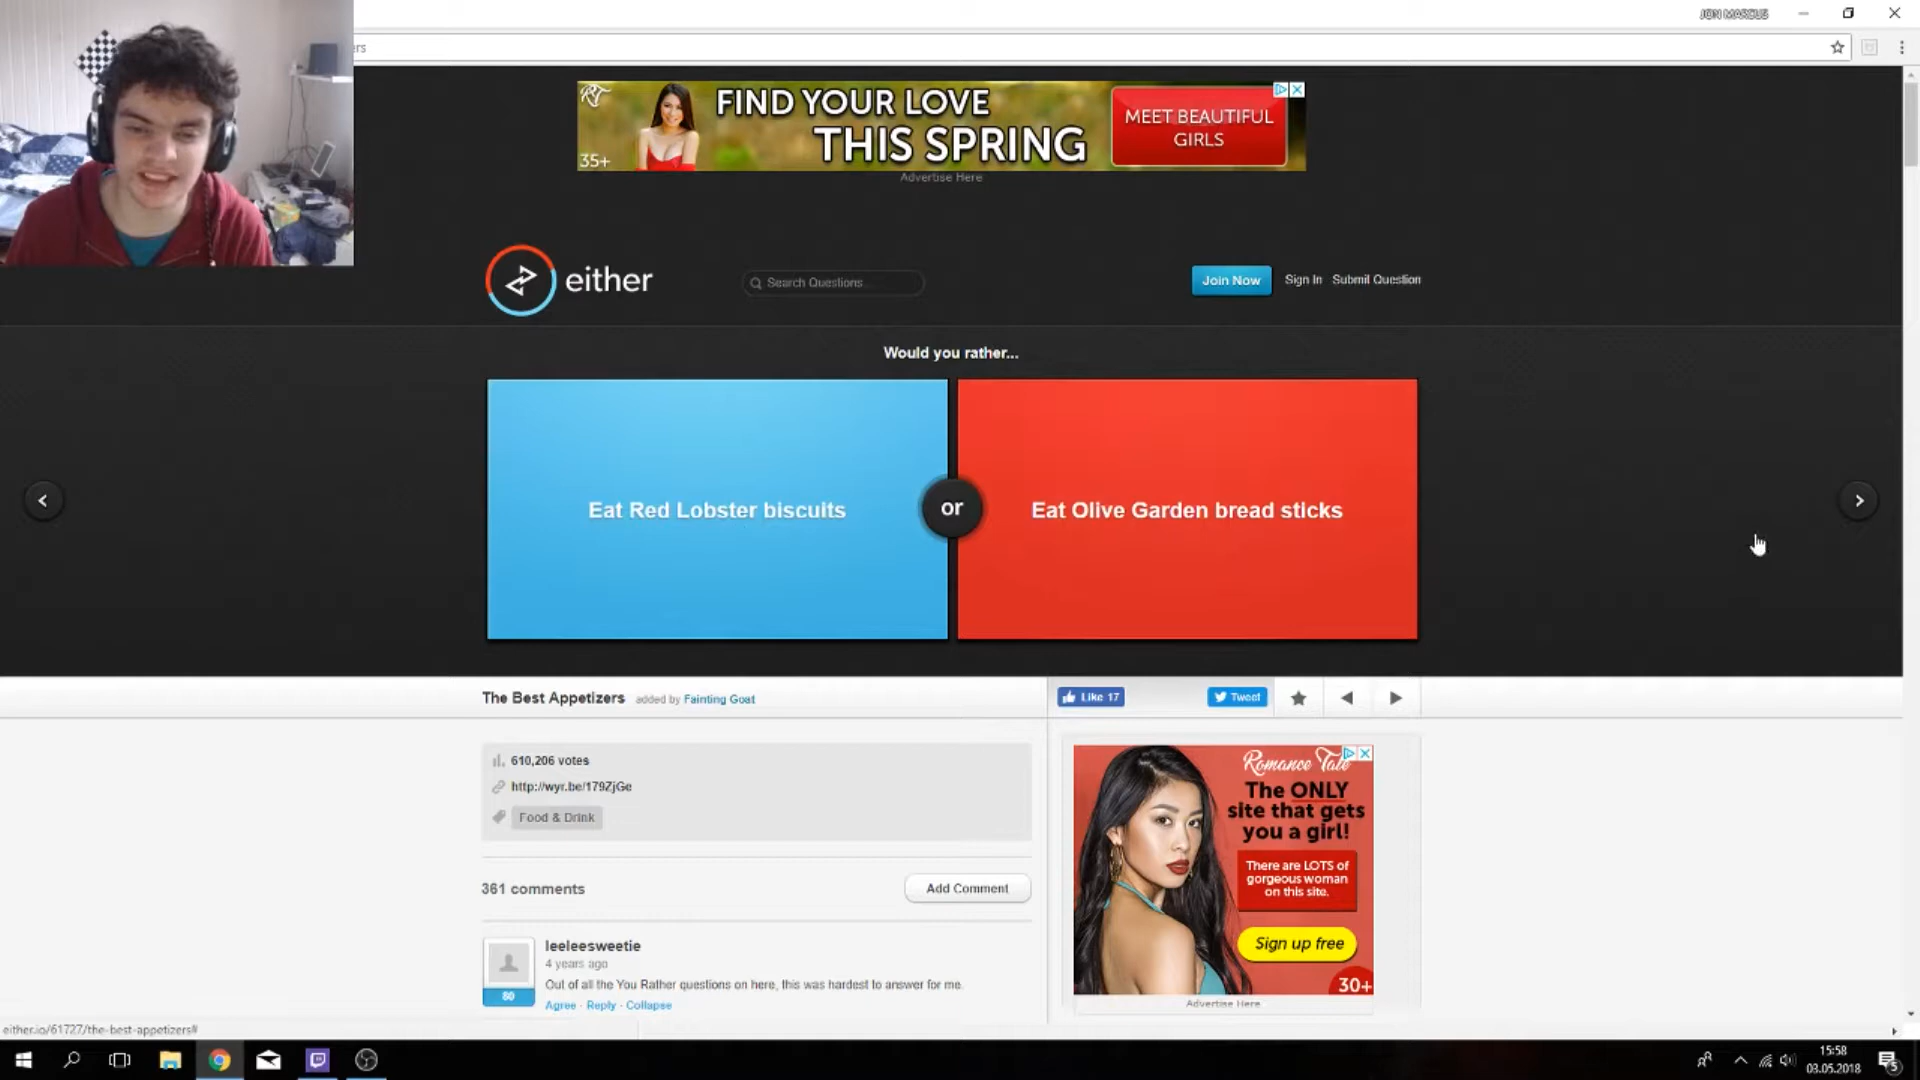 JON MARCUS
ers
RT
FIND YOUR LOVE
THIS SPRING
35+
MEET BEAUTIFUL
GIRLS
Advertise Here
either
Search Questions...
Join Now
Sign In
Submit Question
Would you rather...
Eat Red Lobster biscuits
or
Eat Olive Garden bread sticks
The Best Appetizers
added by Fainting Goat
Like 17
Tweet
610,206 votes
http://wyr.be/179ZjGe
Food & Drink
361 comments
Add Comment
leeleesweetie
4 years ago
Out of all the You Rather questions on here, this was hardest to answer for me.
80
Agree · Reply · Collapse
Romance Tale
The ONLY
site that gets
you a girl!
There are LOTS of
gorgeous woman
on this site.
Sign up free
30+
Advertise Here
either.io/61727/the-best-appetizers#
15:58
03.05.2018
5